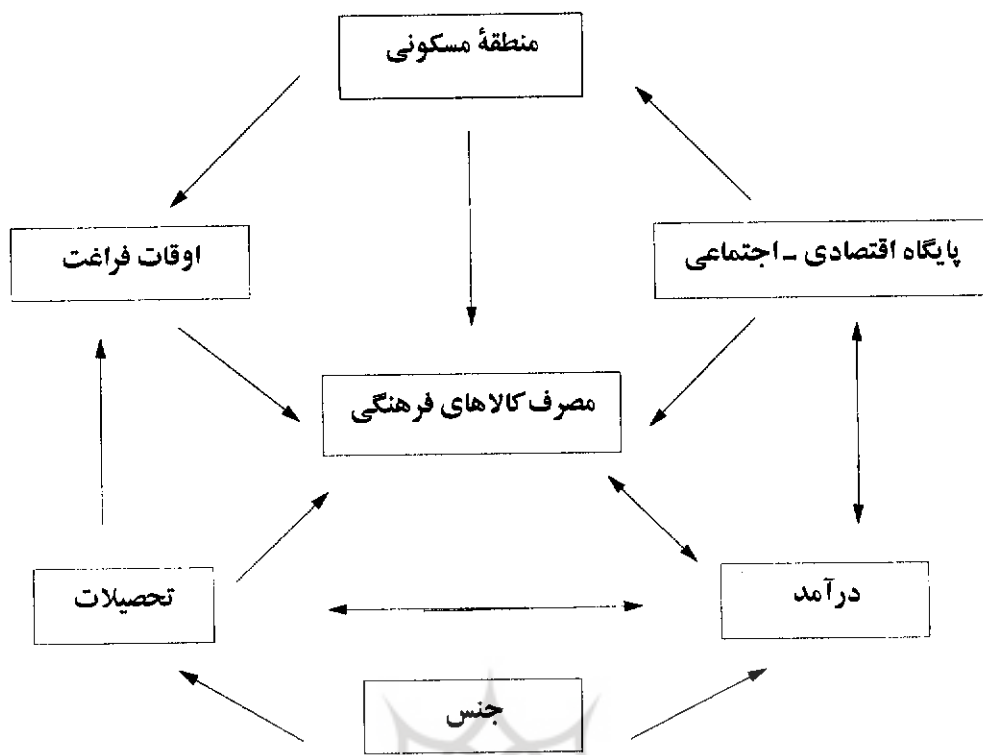 منطقهٔ مسکونی
پایگاه اقتصادی ـ اجتماعی
اوقات فراغت
مصرف کالاهای فرهنگی
درآمد
تحصیلات
جنس